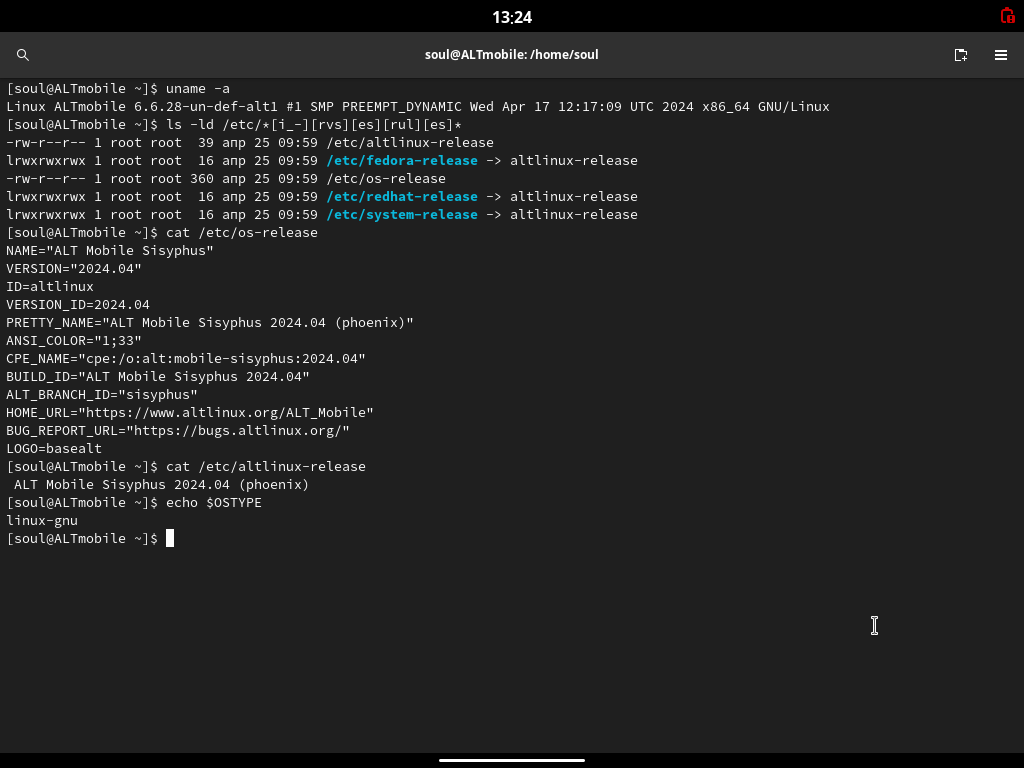 13:24
soul@ALTmobile: /home/soul
[soul@ALTmobile ~]$ uname -a
Linux ALTmobile 6.6.28-un-def-alt1 #1 SMP PREEMPT_DYNAMIC Wed Apr 17 12:17:09 UTC 2024 x86_64 GNU/Linux
[soul@ALTmobile ~]$ ls -ld /etc/*[i_-][rvs][es][rul][es]*
-rw-r--r-- 1 root root  39 апр 25 09:59 /etc/altlinux-release
lrwxrwxrwx 1 root root  16 апр 25 09:59 /etc/fedora-release -> altlinux-release
-rw-r--r-- 1 root root 360 апр 25 09:59 /etc/os-release
lrwxrwxrwx 1 root root  16 апр 25 09:59 /etc/redhat-release -> altlinux-release
lrwxrwxrwx 1 root root  16 апр 25 09:59 /etc/system-release -> altlinux-release
[soul@ALTmobile ~]$ cat /etc/os-release
NAME="ALT Mobile Sisyphus"
VERSION="2024.04"
ID=altlinux
VERSION_ID=2024.04
PRETTY_NAME="ALT Mobile Sisyphus 2024.04 (phoenix)"
ANSI_COLOR="1;33"
CPE_NAME="cpe:/o:alt:mobile-sisyphus:2024.04"
BUILD_ID="ALT Mobile Sisyphus 2024.04"
ALT_BRANCH_ID="sisyphus"
HOME_URL="https://www.altlinux.org/ALT_Mobile"
BUG_REPORT_URL="https://bugs.altlinux.org/"
LOGO=basealt
[soul@ALTmobile ~]$ cat /etc/altlinux-release
 ALT Mobile Sisyphus 2024.04 (phoenix)
[soul@ALTmobile ~]$ echo $OSTYPE
linux-gnu
[soul@ALTmobile ~]$